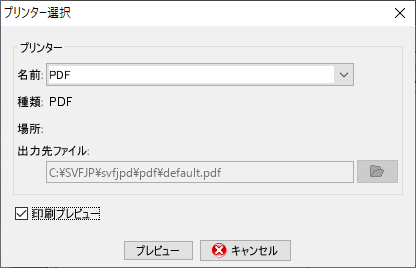 プリンター選択
プリンター
名前: PDF
種類: PDF
場所:
出力先ファイル:
C:¥SVFJP¥svfjpd¥pdf¥default.pdf
印刷プレビュー
プレビュー キャンセル